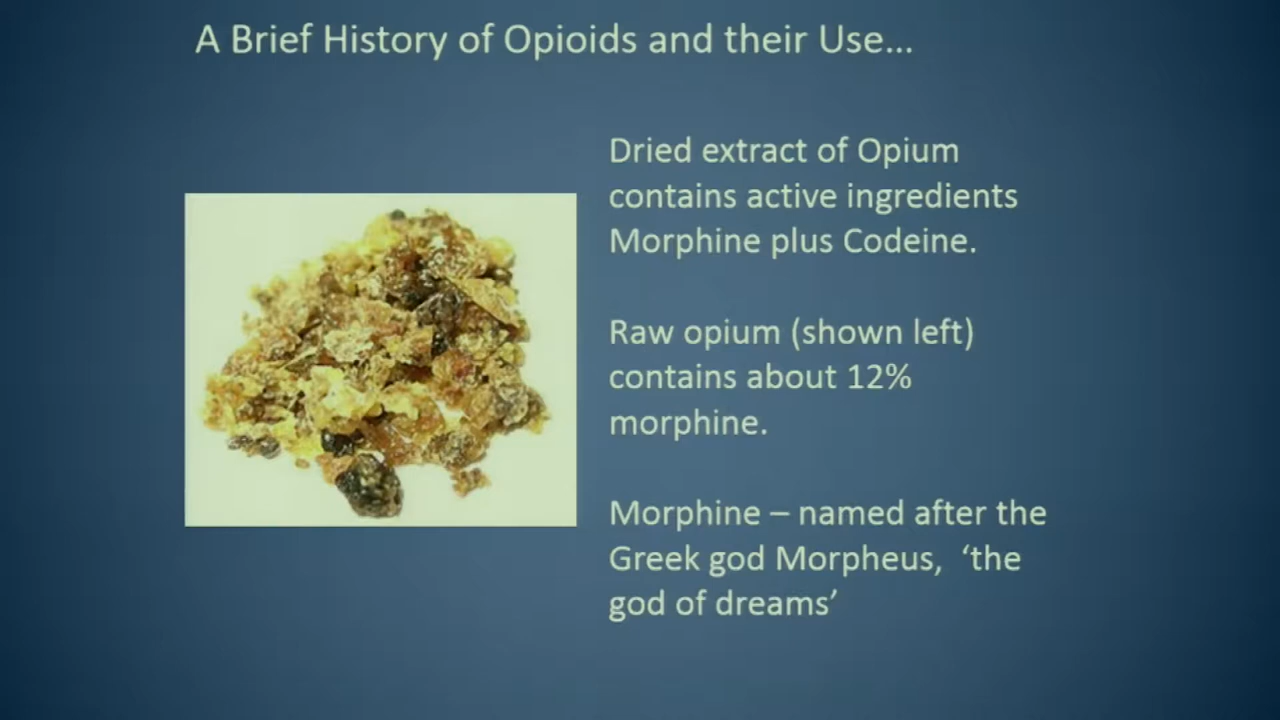 A Brief History of Opioids and their Use...
Dried extract of Opium
contains active ingredients
Morphine plus Codeine.
Raw opium (shown left)
contains about 12%
morphine.
Morphine – named after the
Greek god Morpheus,  ‘the
god of dreams’